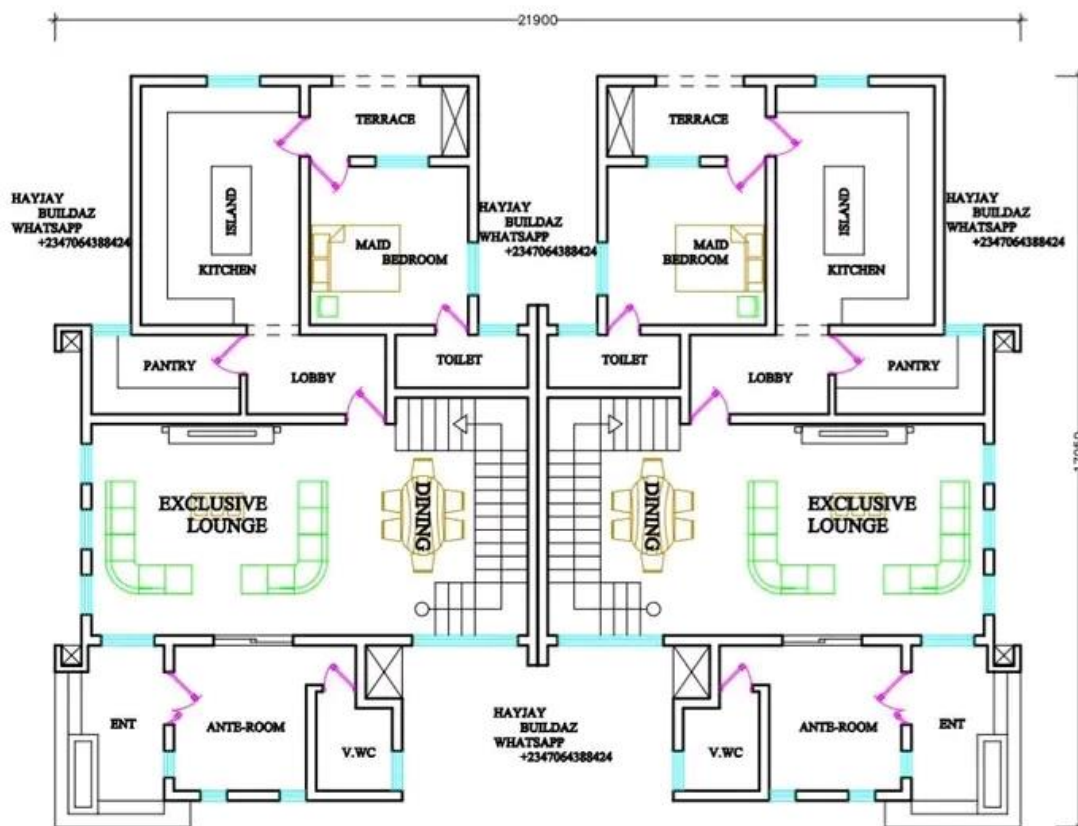 21900
TERRACE
TERRACE
HAYJAY
BUILDAZ
WHATSAPP
+2347064388424
ISLAND
KITCHEN
MAID
BEDROOM
HAYJAY
BUILDAZ
WHATSAPP
+2347064388424
MAID
BEDROOM
ISLAND
KITCHEN
HAYJAY
BUILDAZ
WHATSAPP
+2347064388424
PANTRY
LOBBY
TOILET
TOILET
LOBBY
PANTRY
EXCLUSIVE
LOUNGE
DINING
DINING
EXCLUSIVE
LOUNGE
ENT
ANTE-ROOM
V.WC
HAYJAY
BUILDAZ
WHATSAPP
+2347064388424
V.WC
ANTE-ROOM
ENT